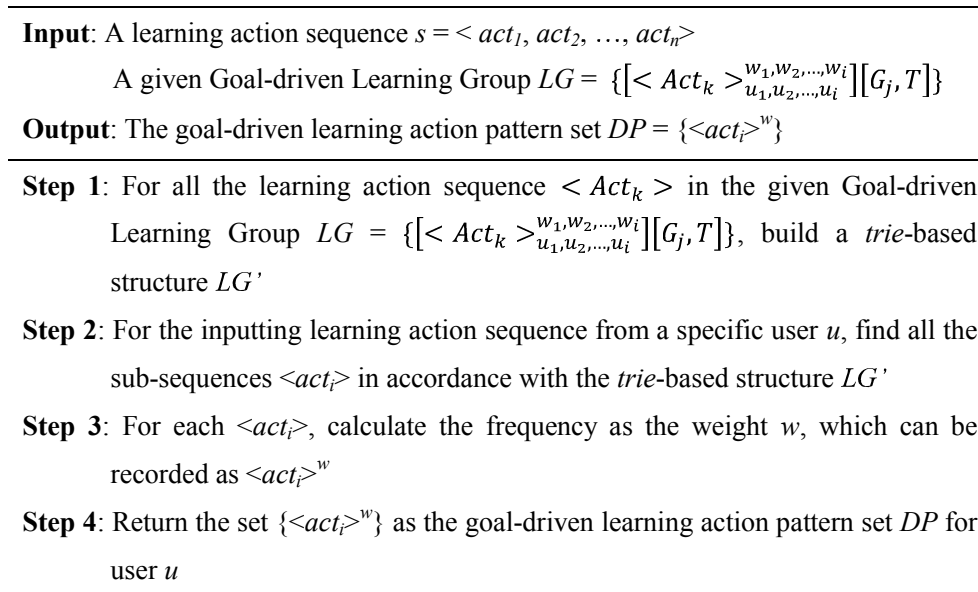 Input: A learning action sequence s = < act₁, act₂, …, actₙ>
A given Goal-driven Learning Group LG = {[< Actₖ >^{w₁,w₂,…,wᵢ}_{u₁,u₂,…,uᵢ}][Gⱼ, T]}
Output: The goal-driven learning action pattern set DP = {<actᵢ>ʷ}
Step 1: For all the learning action sequence < Actₖ > in the given Goal-driven
Learning Group LG = {[< Actₖ >^{w₁,w₂,…,wᵢ}_{u₁,u₂,…,uᵢ}][Gⱼ, T]}, build a trie-based
structure LG’
Step 2: For the inputting learning action sequence from a specific user u, find all the
sub-sequences <actᵢ> in accordance with the trie-based structure LG’
Step 3: For each <actᵢ>, calculate the frequency as the weight w, which can be
recorded as <actᵢ>ʷ
Step 4: Return the set {<actᵢ>ʷ} as the goal-driven learning action pattern set DP for
user u